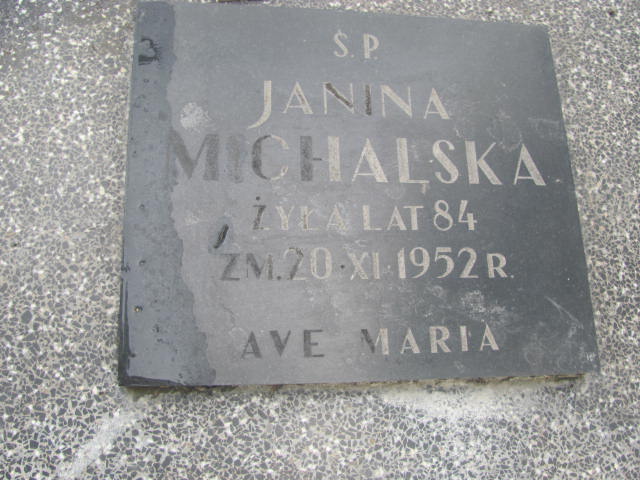 Ś.P.
JANINA
MICHALSKA
ŻYŁA LAT 84
ZM. 20·XI·1952 R.
AVE MARIA